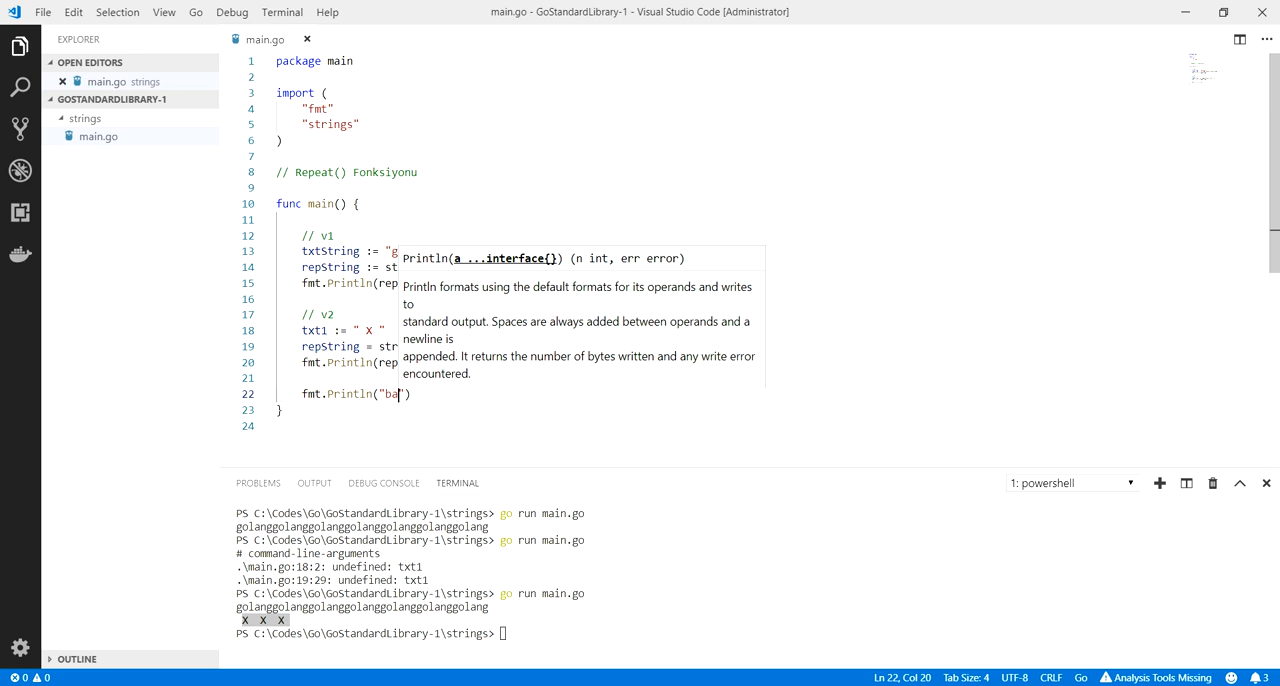 File Edit Selection View Go Debug Terminal Help
main.go - GoStandardLibrary-1 - Visual Studio Code [Administrator]
EXPLORER
OPEN EDITORS
main.go strings
GOSTANDARDLIBRARY-1
strings
main.go
OUTLINE
main.go
1 package main
2
3 import (
4 "fmt"
5 "strings"
6 )
7
8 // Repeat() Fonksiyonu
9
10 func main() {
11
12 // v1
13 txtString := "g
14 repString := st
15 fmt.Println(rep
16
17 // v2
18 txt1 := " X "
19 repString = str
20 fmt.Println(rep
21
22 fmt.Println("ba")
23 }
24
Println(a ...interface{}) (n int, err error)
Println formats using the default formats for its operands and writes
to
standard output. Spaces are always added between operands and a
newline is
appended. It returns the number of bytes written and any write error
encountered.
PROBLEMS OUTPUT DEBUG CONSOLE TERMINAL
1: powershell
PS C:\Codes\Go\GoStandardLibrary-1\strings> go run main.go
golanggolanggolanggolanggolanggolanggolang
PS C:\Codes\Go\GoStandardLibrary-1\strings> go run main.go
# command-line-arguments
.\main.go:18:2: undefined: txt1
.\main.go:19:29: undefined: txt1
PS C:\Codes\Go\GoStandardLibrary-1\strings> go run main.go
golanggolanggolanggolanggolanggolanggolang
X X X
PS C:\Codes\Go\GoStandardLibrary-1\strings>
0 0
Ln 22, Col 20 Tab Size: 4 UTF-8 CRLF Go Analysis Tools Missing 3